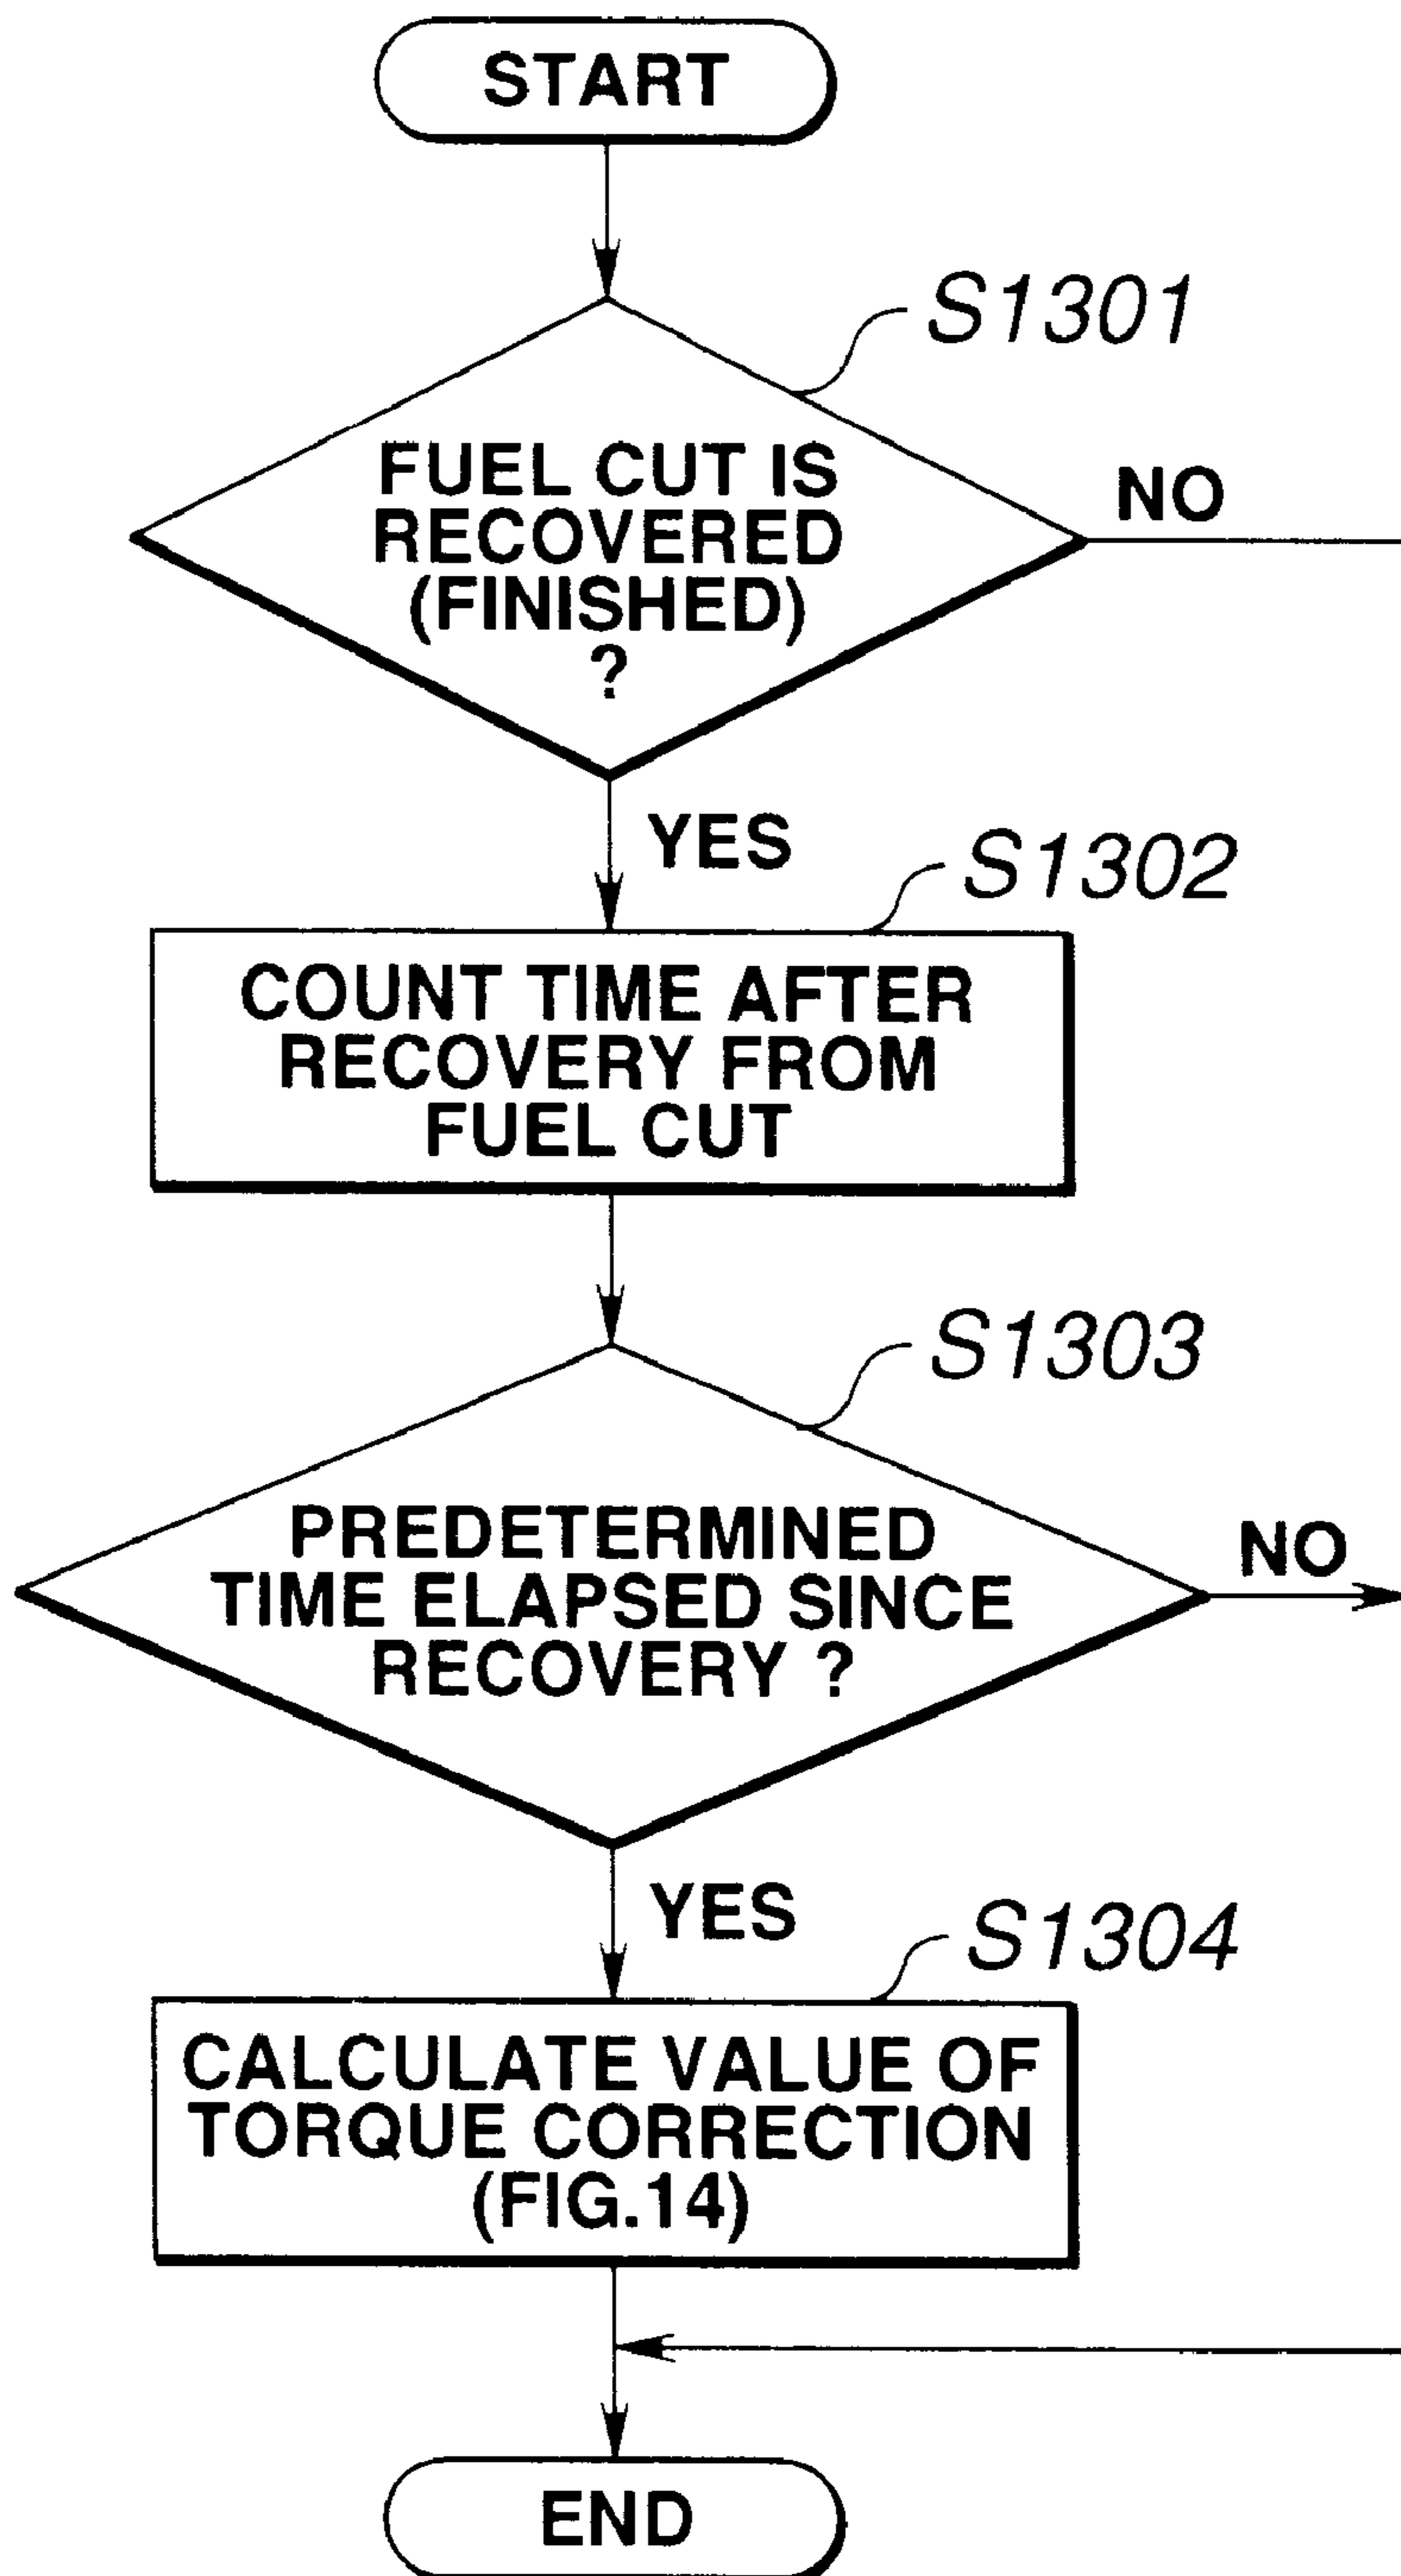 START
S1301
FUEL CUT IS
RECOVERED
(FINISHED)
?
NO
YES
S1302
COUNT TIME AFTER
RECOVERY FROM
FUEL CUT
S1303
PREDETERMINED
TIME ELAPSED SINCE
RECOVERY ?
NO
YES
S1304
CALCULATE VALUE OF
TORQUE CORRECTION
(FIG.14)
END